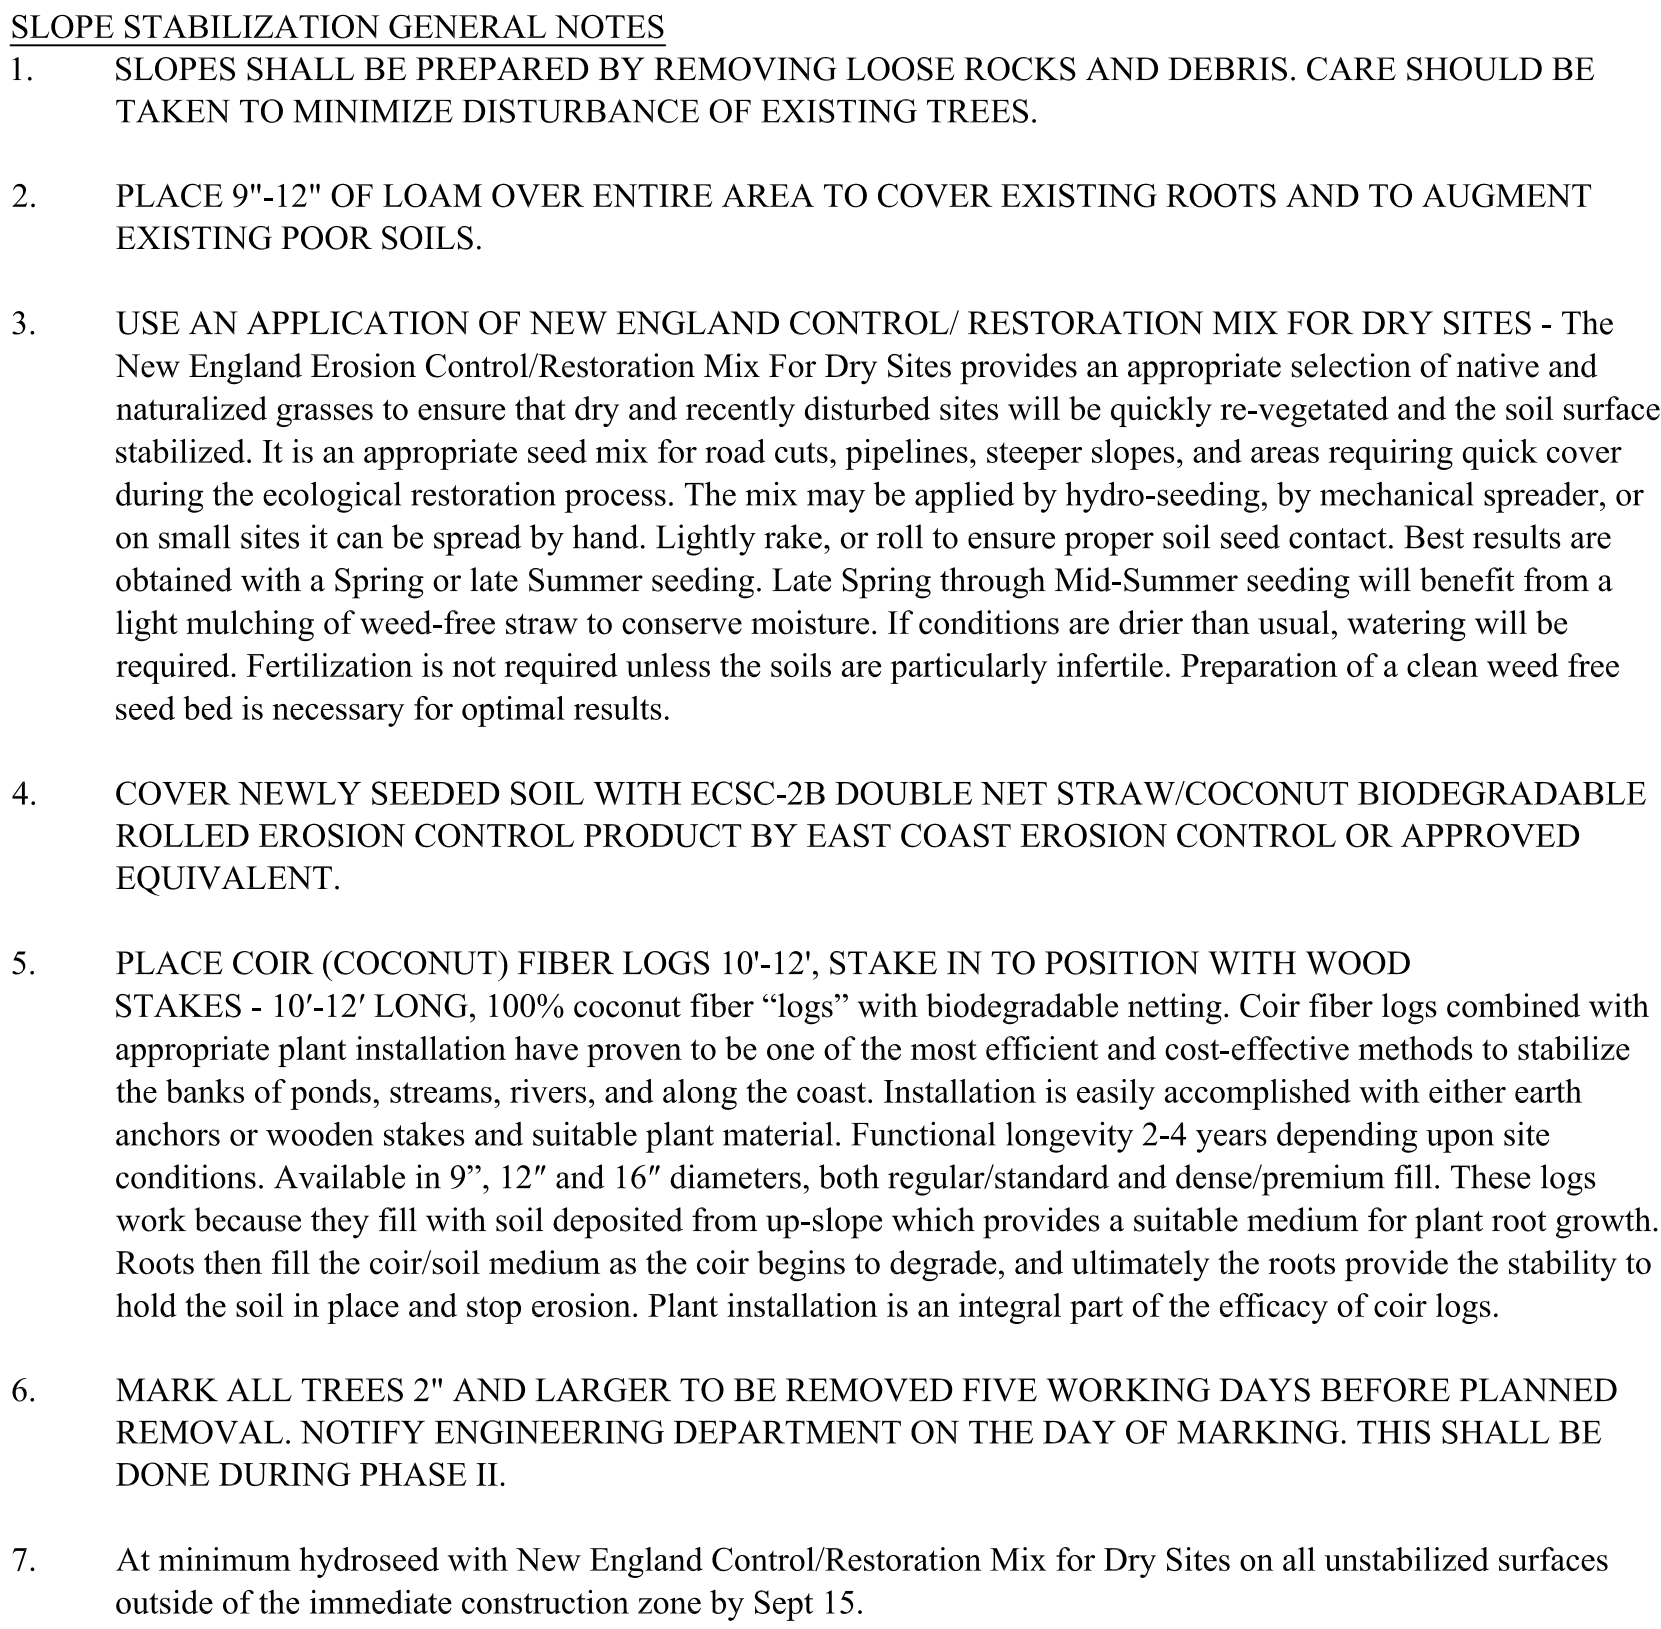 SLOPE STABILIZATION GENERAL NOTES
1. SLOPES SHALL BE PREPARED BY REMOVING LOOSE ROCKS AND DEBRIS. CARE SHOULD BE
TAKEN TO MINIMIZE DISTURBANCE OF EXISTING TREES.
2. PLACE 9"-12" OF LOAM OVER ENTIRE AREA TO COVER EXISTING ROOTS AND TO AUGMENT
EXISTING POOR SOILS.
3. USE AN APPLICATION OF NEW ENGLAND CONTROL/ RESTORATION MIX FOR DRY SITES - The
New England Erosion Control/Restoration Mix For Dry Sites provides an appropriate selection of native and
naturalized grasses to ensure that dry and recently disturbed sites will be quickly re-vegetated and the soil surface
stabilized. It is an appropriate seed mix for road cuts, pipelines, steeper slopes, and areas requiring quick cover
during the ecological restoration process. The mix may be applied by hydro-seeding, by mechanical spreader, or
on small sites it can be spread by hand. Lightly rake, or roll to ensure proper soil seed contact. Best results are
obtained with a Spring or late Summer seeding. Late Spring through Mid-Summer seeding will benefit from a
light mulching of weed-free straw to conserve moisture. If conditions are drier than usual, watering will be
required. Fertilization is not required unless the soils are particularly infertile. Preparation of a clean weed free
seed bed is necessary for optimal results.
4. COVER NEWLY SEEDED SOIL WITH ECSC-2B DOUBLE NET STRAW/COCONUT BIODEGRADABLE
ROLLED EROSION CONTROL PRODUCT BY EAST COAST EROSION CONTROL OR APPROVED
EQUIVALENT.
5. PLACE COIR (COCONUT) FIBER LOGS 10'-12', STAKE IN TO POSITION WITH WOOD
STAKES - 10′-12′ LONG, 100% coconut fiber “logs” with biodegradable netting. Coir fiber logs combined with
appropriate plant installation have proven to be one of the most efficient and cost-effective methods to stabilize
the banks of ponds, streams, rivers, and along the coast. Installation is easily accomplished with either earth
anchors or wooden stakes and suitable plant material. Functional longevity 2-4 years depending upon site
conditions. Available in 9”, 12″ and 16″ diameters, both regular/standard and dense/premium fill. These logs
work because they fill with soil deposited from up-slope which provides a suitable medium for plant root growth.
Roots then fill the coir/soil medium as the coir begins to degrade, and ultimately the roots provide the stability to
hold the soil in place and stop erosion. Plant installation is an integral part of the efficacy of coir logs.
6. MARK ALL TREES 2" AND LARGER TO BE REMOVED FIVE WORKING DAYS BEFORE PLANNED
REMOVAL. NOTIFY ENGINEERING DEPARTMENT ON THE DAY OF MARKING. THIS SHALL BE
DONE DURING PHASE II.
7. At minimum hydroseed with New England Control/Restoration Mix for Dry Sites on all unstabilized surfaces
outside of the immediate construction zone by Sept 15.